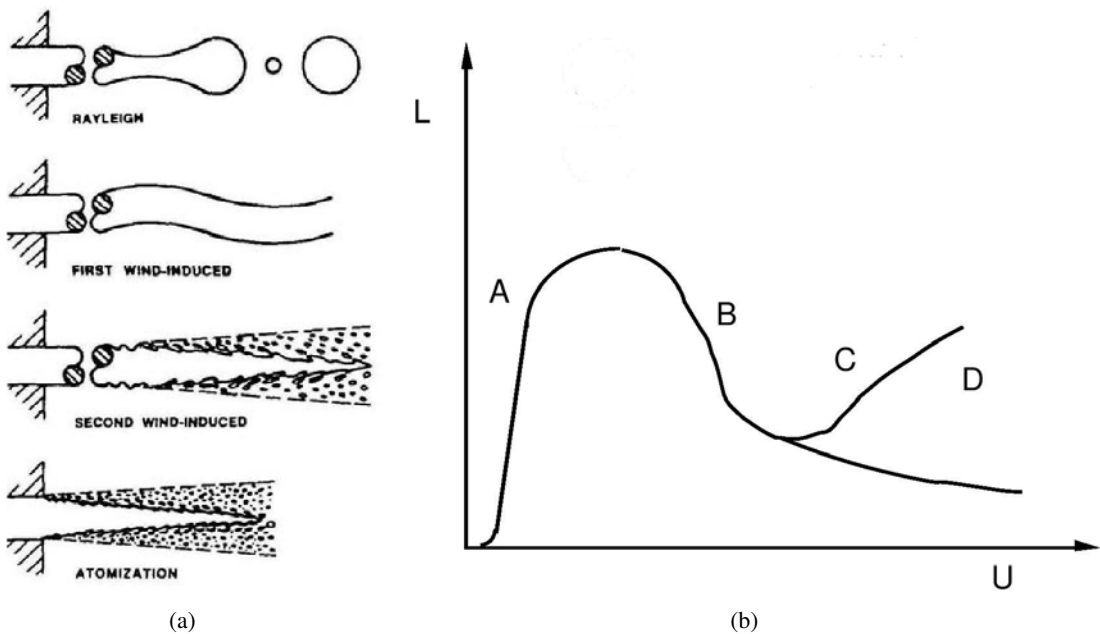 RAYLEIGH
FIRST WIND-INDUCED
SECOND WIND-INDUCED
ATOMIZATION
(a)
L
A
B
C
D
U
(b)